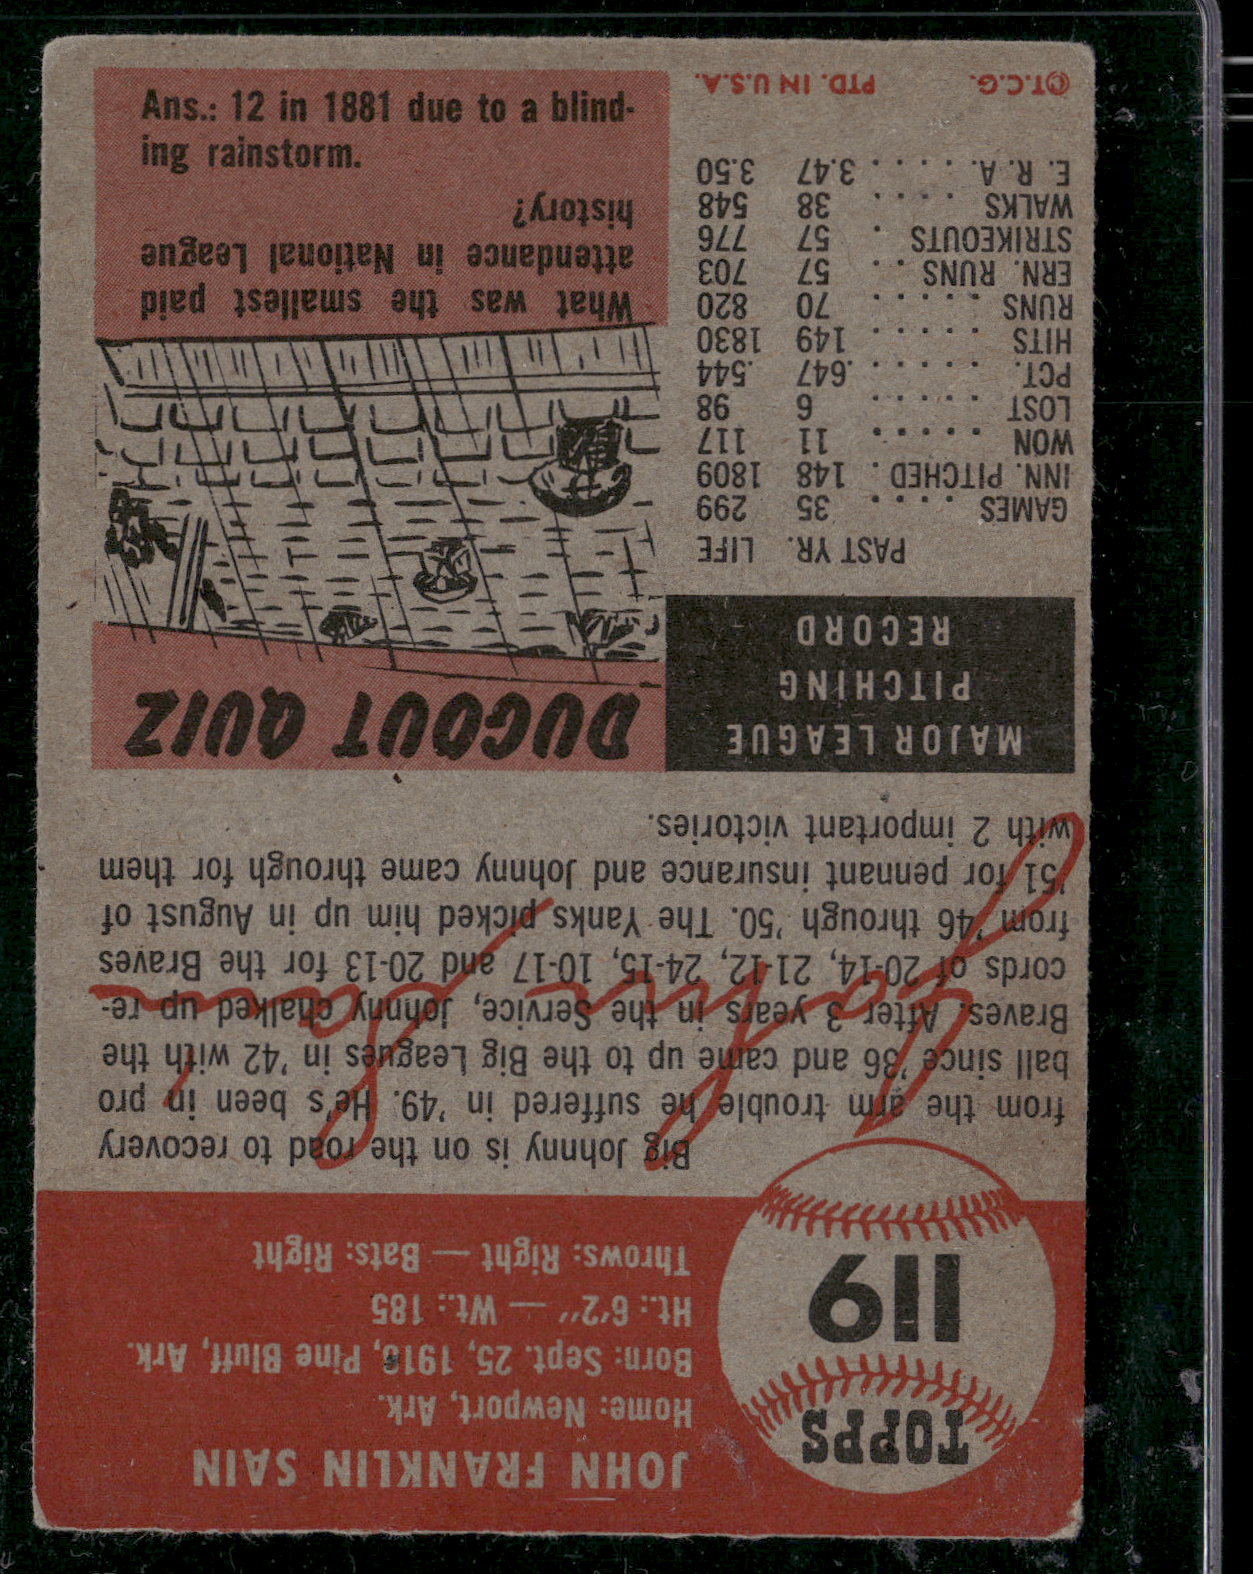 TOPPS
119
JOHN FRANKLIN SAIN
Home: Newport, Ark.
Born: Sept. 25, 1918, Pine Bluff, Ark.
Ht.: 6'2" — Wt.: 185
Throws: Right — Bats: Right
Big Johnny is on the road to recovery
from the arm trouble he suffered in '49. He's been in pro
ball since '36 and came up to the Big Leagues in '42 with the
Braves. After 3 years in the Service, Johnny chalked up re-
cords of 20-14, 21-12, 24-15, 10-17 and 20-13 for the Braves
from '46 through '50. The Yanks picked him up in August of
'51 for pennant insurance and Johnny came through for them
with 2 important victories.
John Sain
MAJOR LEAGUE
PITCHING
RECORD
PAST YR. LIFE
GAMES . . . . . 35 299
INN. PITCHED . 148 1809
WON . . . . . 11 117
LOST . . . . . 6 98
PCT. . . . . . .647 .544
HITS . . . . . 149 1830
RUNS . . . . . 70 820
ERN. RUNS . . 57 703
STRIKEOUTS . 57 776
WALKS . . . . 38 548
E. R. A. . . . . . 3.47 3.50
©T.C.G. PTD. IN U.S.A.
DUGOUT QUIZ
What was the smallest paid
attendance in National League
history?
Ans.: 12 in 1881 due to a blind-
ing rainstorm.